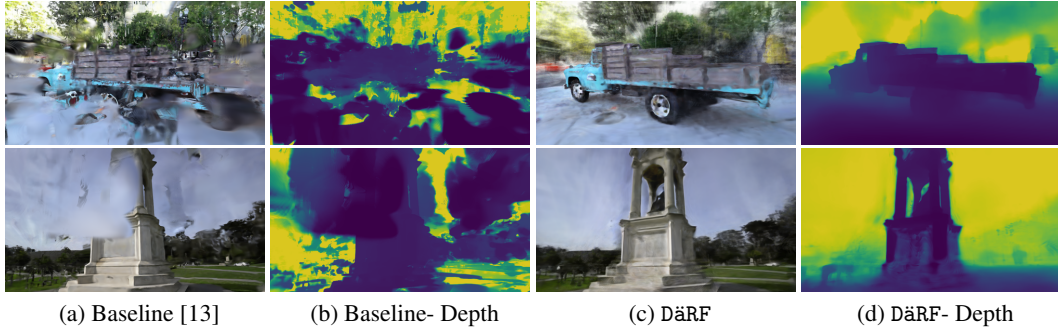 (a) Baseline [13]
(b) Baseline- Depth
(c) DäRF
(d) DäRF- Depth